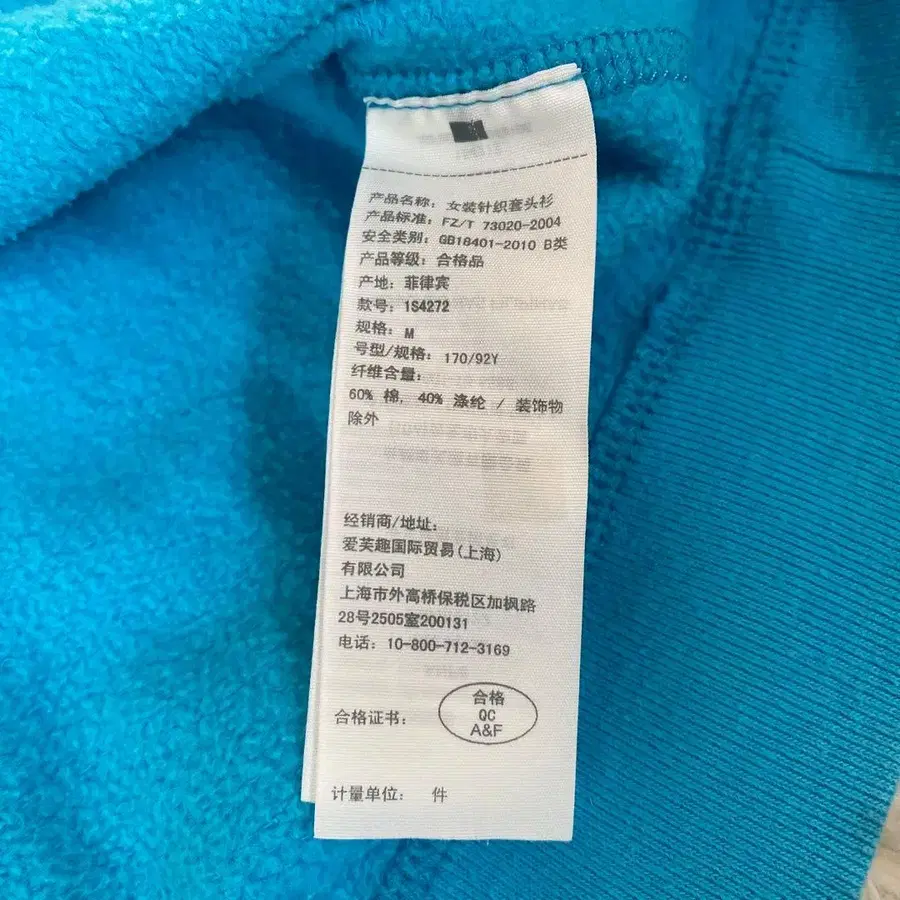 产品名称: 女装针织套头衫
产品标准: FZ/T 73020-2004
安全类别: GB18401-2010 B类
产品等级: 合格品
产地: 菲律宾
款号: 1S4272
规格: M
号型/规格: 170/92Y
纤维含量:
60% 棉, 40% 涤纶 / 装饰物
除外
经销商/地址:
爱芙趣国际贸易(上海)
有限公司
上海市外高桥保税区加枫路
28号2505室200131
电话: 10-800-712-3169
合格证书:
合格
QC
A&F
计量单位: 件